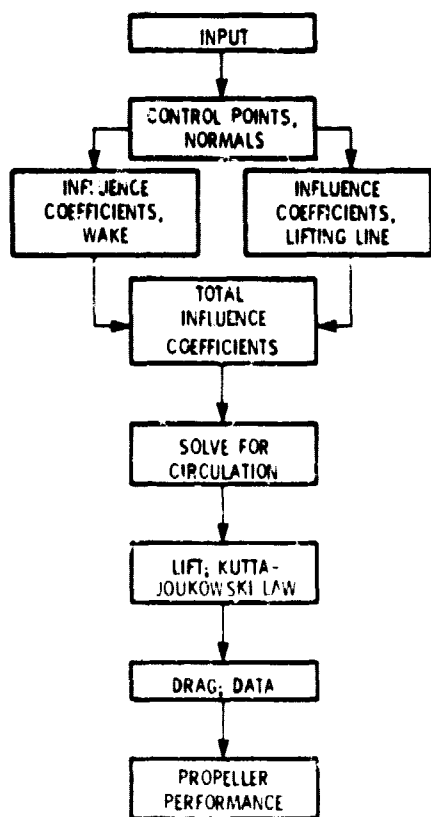 INPUT
CONTROL POINTS,
NORMALS
INFLUENCE
COEFFICIENTS,
WAKE
INFLUENCE
COEFFICIENTS,
LIFTING LINE
TOTAL
INFLUENCE
COEFFICIENTS
SOLVE FOR
CIRCULATION
LIFT; KUTTA-
JOUKOWSKI LAW
DRAG; DATA
PROPELLER
PERFORMANCE